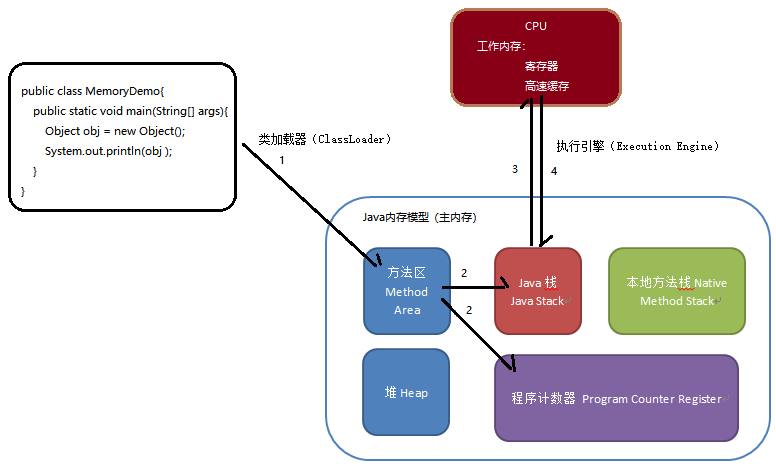 public class MemoryDemo{
public static void main(String[] args){
Object obj = new Object();
System.out.println(obj );
}
}
CPU
工作内存：
寄存器
高速缓存
类加载器（ClassLoader）
1
执行引擎（Execution Engine）
3
4
Java内存模型（主内存）
方法区
Method
Area
2
2
Java 栈
Java Stack
本地方法栈 Native
Method Stack
堆 Heap
程序计数器 Program Counter Register